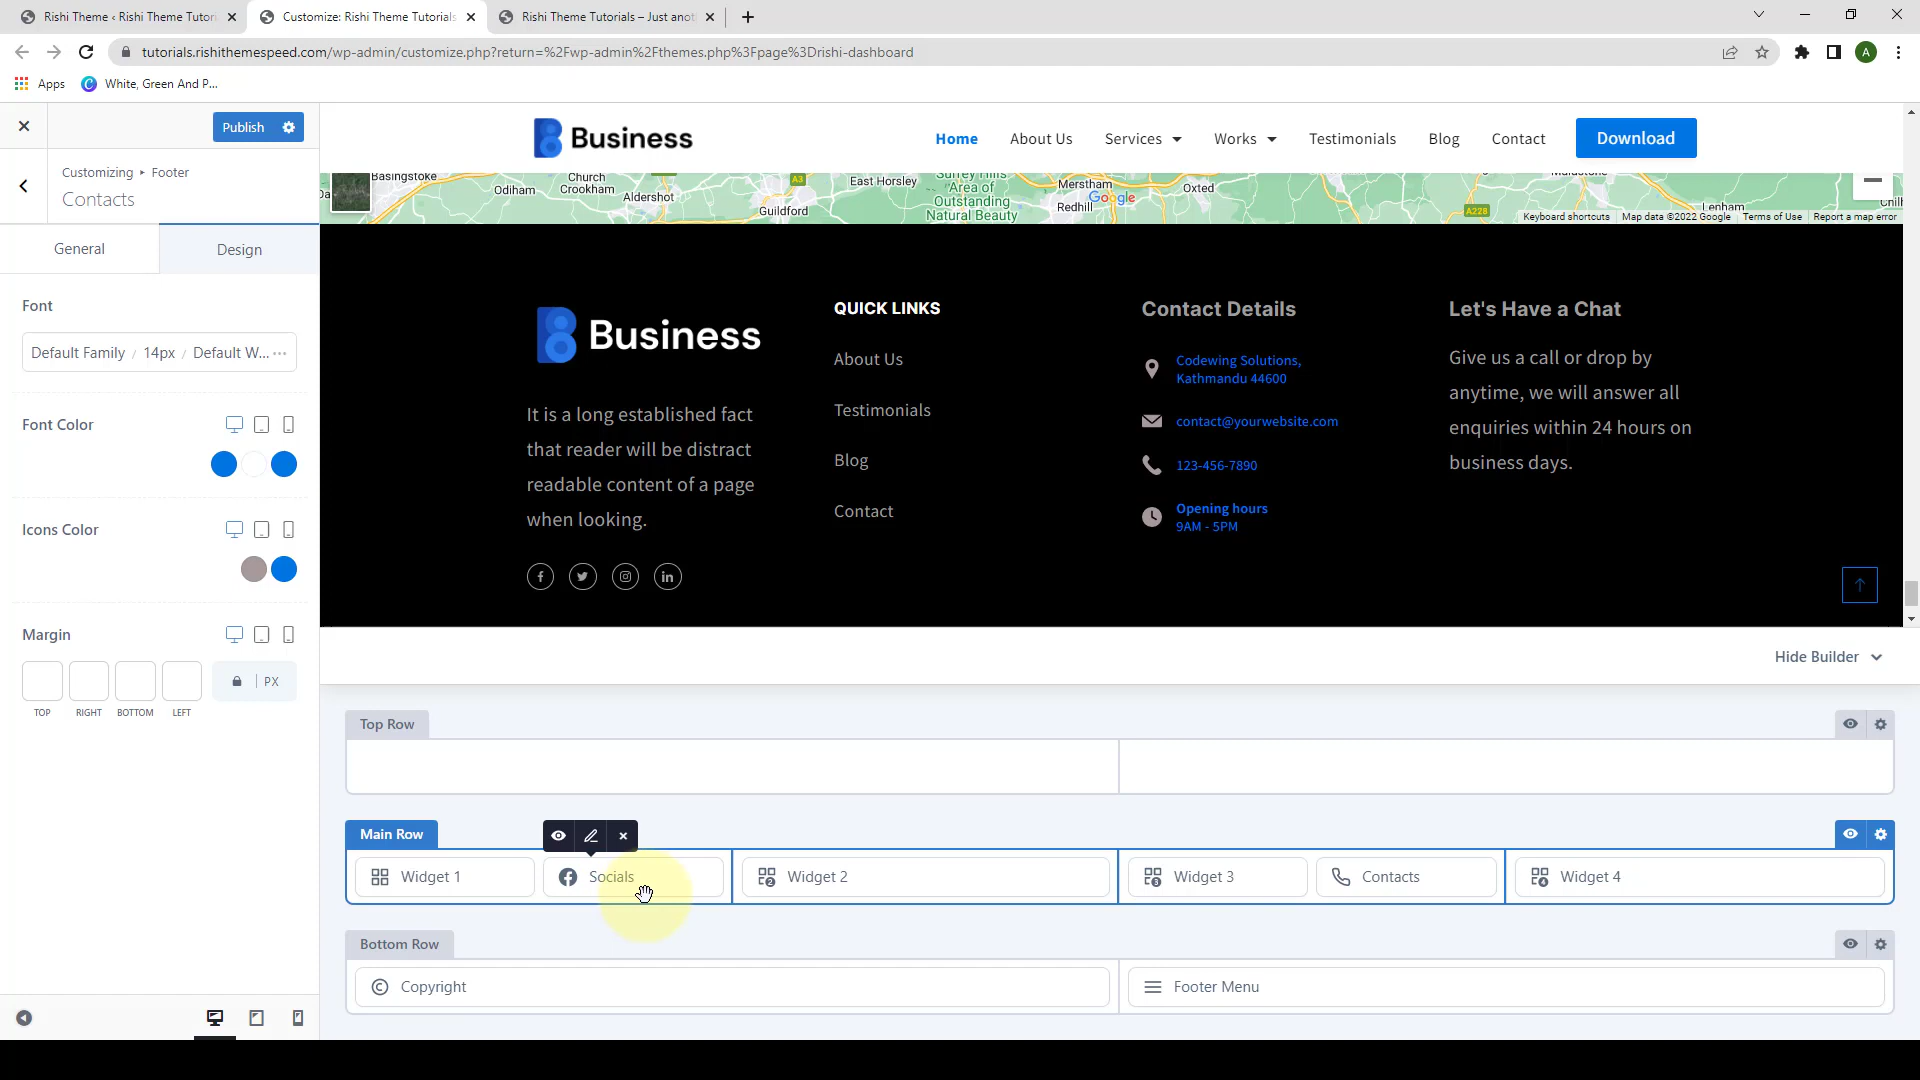 Rishi Theme ‹ Rishi Theme Tutori
Customize: Rishi Theme Tutorials
Rishi Theme Tutorials – Just anot
tutorials.rishithemespeed.com/wp-admin/customize.php?return=%2Fwp-admin%2Fthemes.php%3Fpage%3Drishi-dashboard
A
Apps
White, Green And P...
Publish
Customizing ▸ Footer
Contacts
General
Design
Font
Default Family / 14px / Default W...
Font Color
Icons Color
Margin
PX
TOP RIGHT BOTTOM LEFT
Business
Home
About Us
Services
Works
Testimonials
Blog
Contact
Download
Basingstoke
Odiham
Church
Crookham
Aldershot
A3
Guildford
East Horsley
Surrey Hills
Area of
Outstanding
Natural Beauty
Merstham
Redhill
Google
Oxted
A228
Lenham
Keyboard shortcuts
Map data ©2022 Google
Terms of Use
Report a map error
Business
It is a long established fact
that reader will be distract
readable content of a page
when looking.
QUICK LINKS
About Us
Testimonials
Blog
Contact
Contact Details
Codewing Solutions,
Kathmandu 44600
contact@yourwebsite.com
123-456-7890
Opening hours
9AM - 5PM
Let's Have a Chat
Give us a call or drop by
anytime, we will answer all
enquiries within 24 hours on
business days.
Hide Builder
Top Row
Main Row
Widget 1
Socials
Widget 2
Widget 3
Contacts
Widget 4
Bottom Row
Copyright
Footer Menu